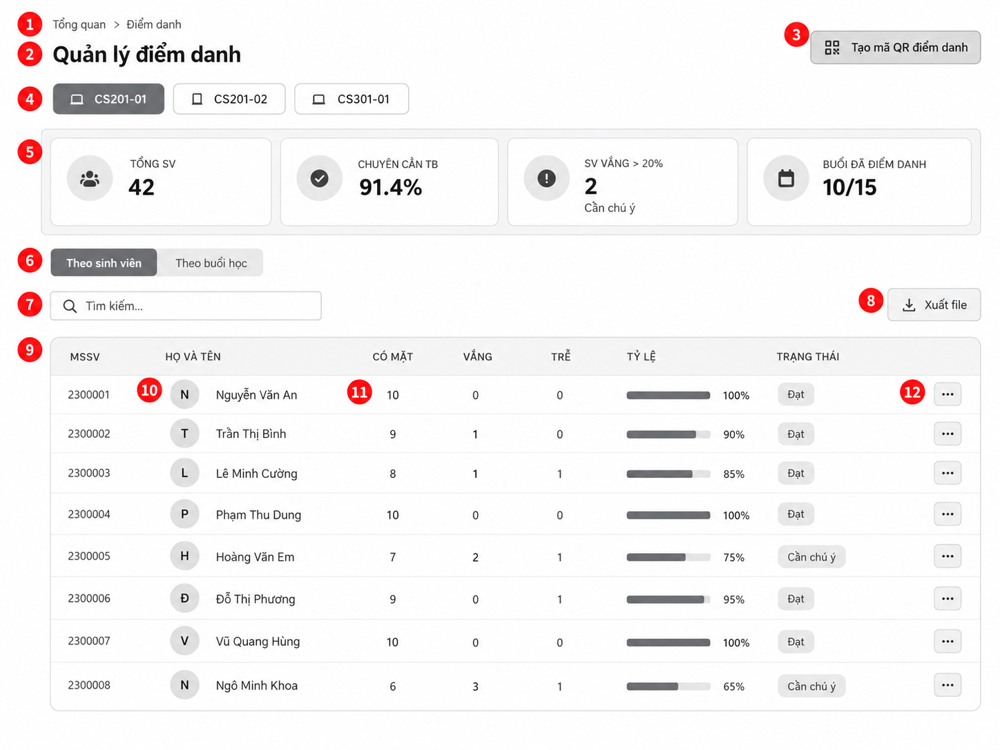 1 Tổng quan > Điểm danh
2 Quản lý điểm danh
3 Tạo mã QR điểm danh
4 CS201-01 CS201-02 CS301-01
5
TỔNG SV
42
CHUYÊN CẦN TB
91.4%
SV VẮNG > 20%
2
Cần chú ý
BUỔI ĐÃ ĐIỂM DANH
10/15
6 Theo sinh viên Theo buổi học
7 Tìm kiếm...
8 Xuất file
9 MSSV HỌ VÀ TÊN CÓ MẶT VẮNG TRỄ TỶ LỆ TRẠNG THÁI
2300001 10 N Nguyễn Văn An 11 10 0 0 100% Đạt 12 ...
2300002 T Trần Thị Bình 9 1 0 90% Đạt ...
2300003 L Lê Minh Cường 8 1 1 85% Đạt ...
2300004 P Phạm Thu Dung 10 0 0 100% Đạt ...
2300005 H Hoàng Văn Em 7 2 1 75% Cần chú ý ...
2300006 Đ Đỗ Thị Phương 9 0 1 95% Đạt ...
2300007 V Vũ Quang Hùng 10 0 0 100% Đạt ...
2300008 N Ngô Minh Khoa 6 3 1 65% Cần chú ý ...